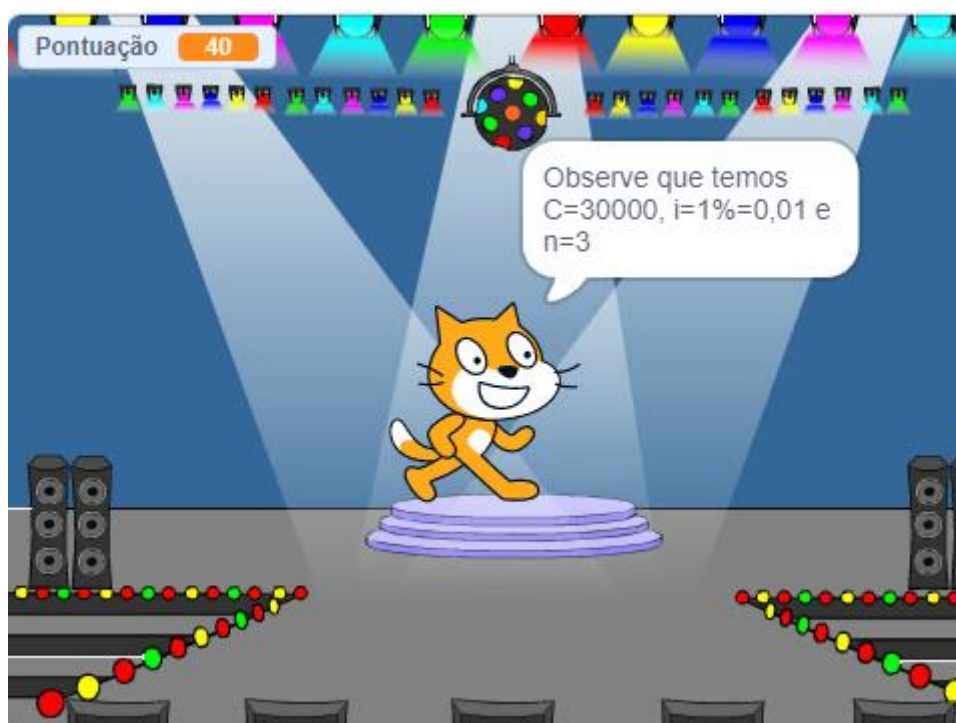 Pontuação 40
Observe que temos
C=30000, i=1%=0,01 e
n=3